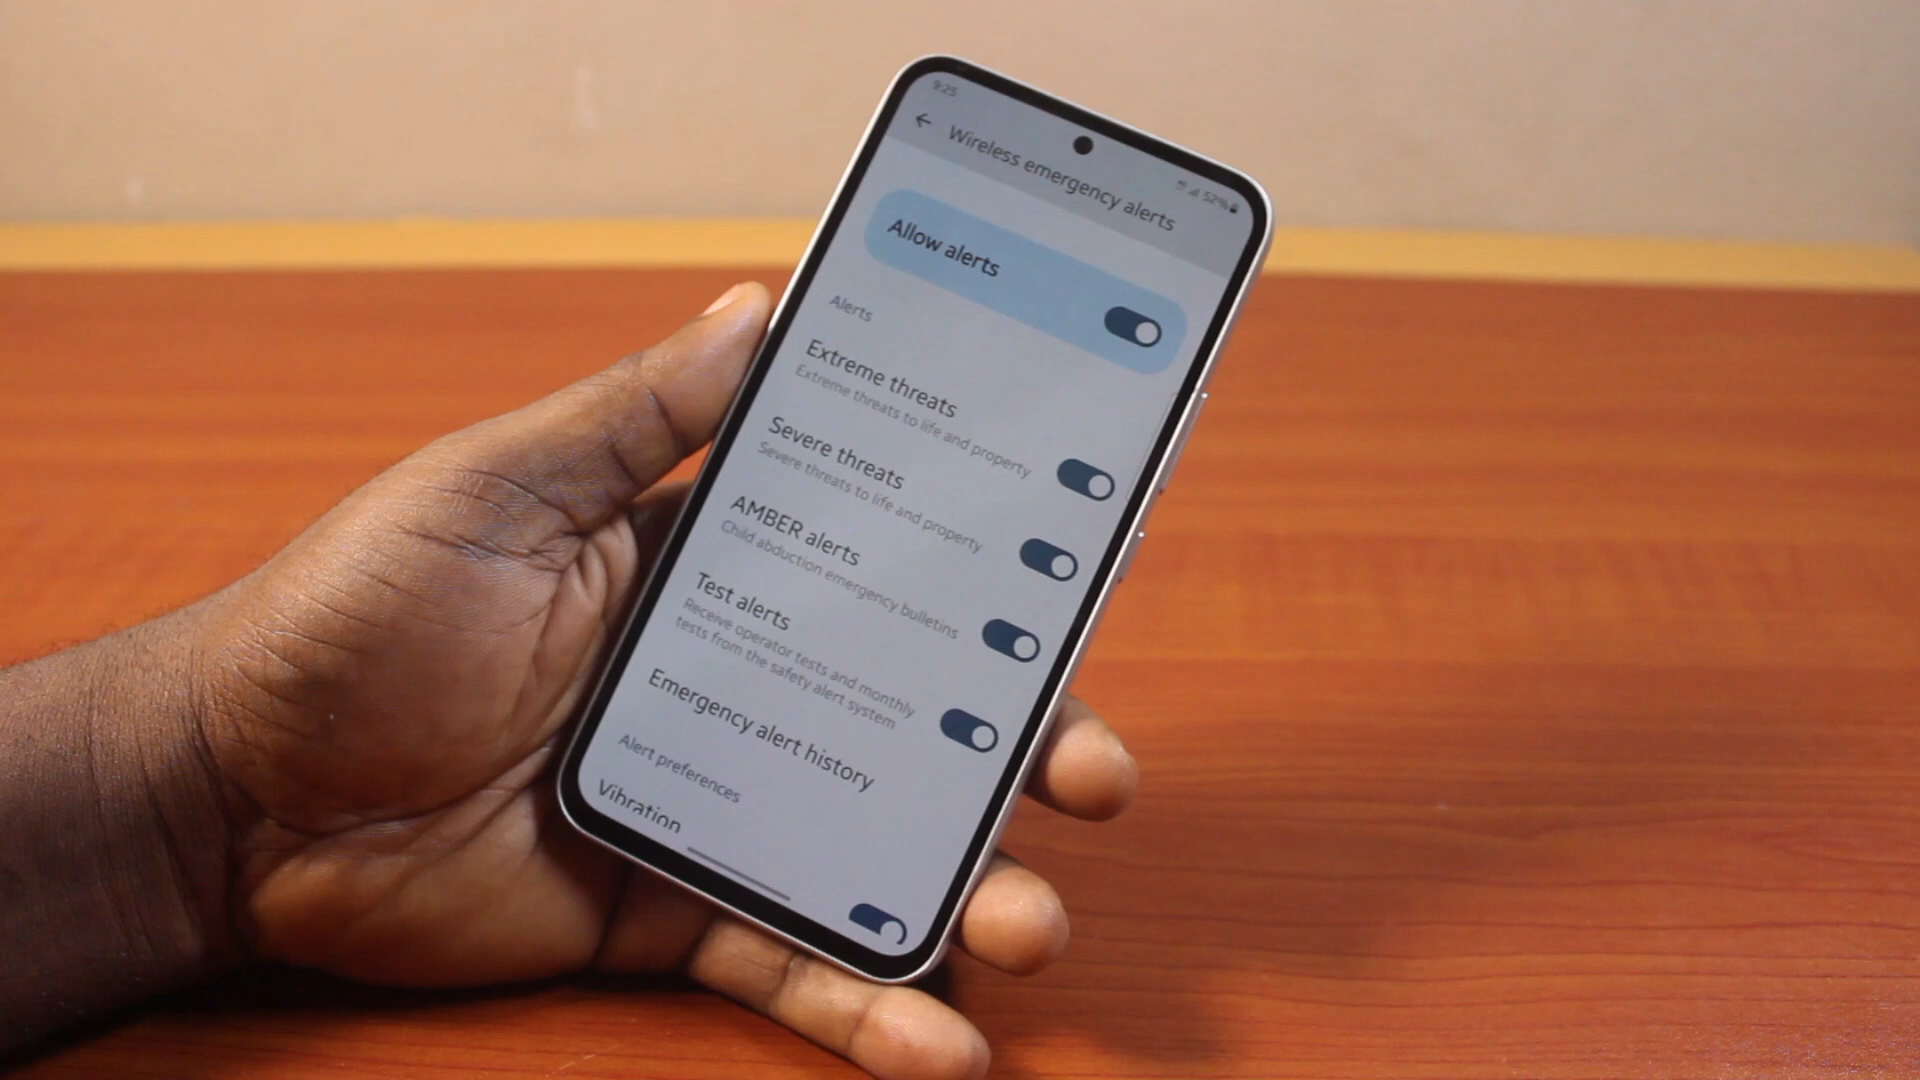 9:25
52%
Wireless emergency alerts
Allow alerts
Alerts
Extreme threats
Extreme threats to life and property
Severe threats
Severe threats to life and property
AMBER alerts
Child abduction emergency bulletins
Test alerts
Receive operator tests and monthly
tests from the safety alert system
Emergency alert history
Alert preferences
Vibration